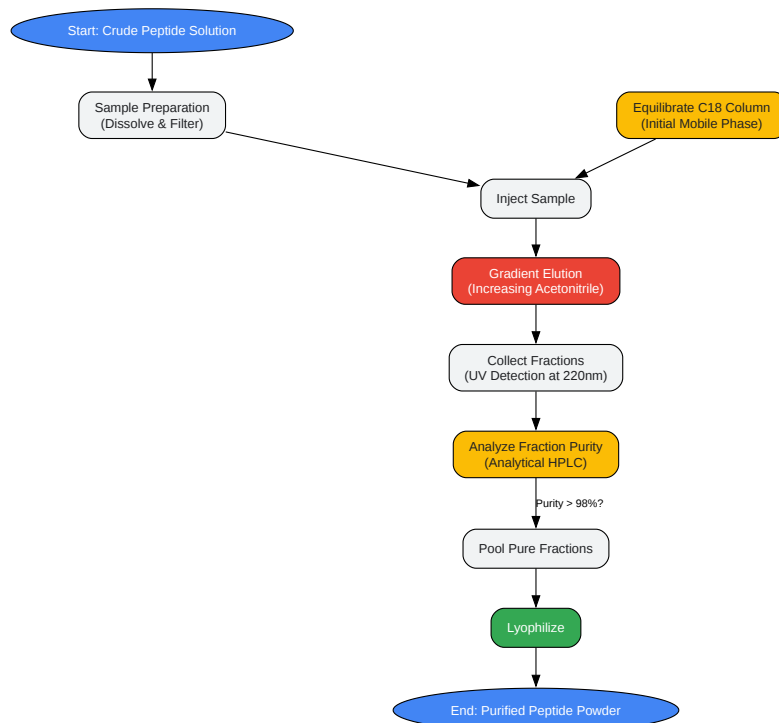 Start: Crude Peptide Solution
Sample Preparation
(Dissolve & Filter)
Equilibrate C18 Column
(Initial Mobile Phase)
Inject Sample
Gradient Elution
(Increasing Acetonitrile)
Collect Fractions
(UV Detection at 220nm)
Analyze Fraction Purity
(Analytical HPLC)
Purity > 98%?
Pool Pure Fractions
Lyophilize
End: Purified Peptide Powder